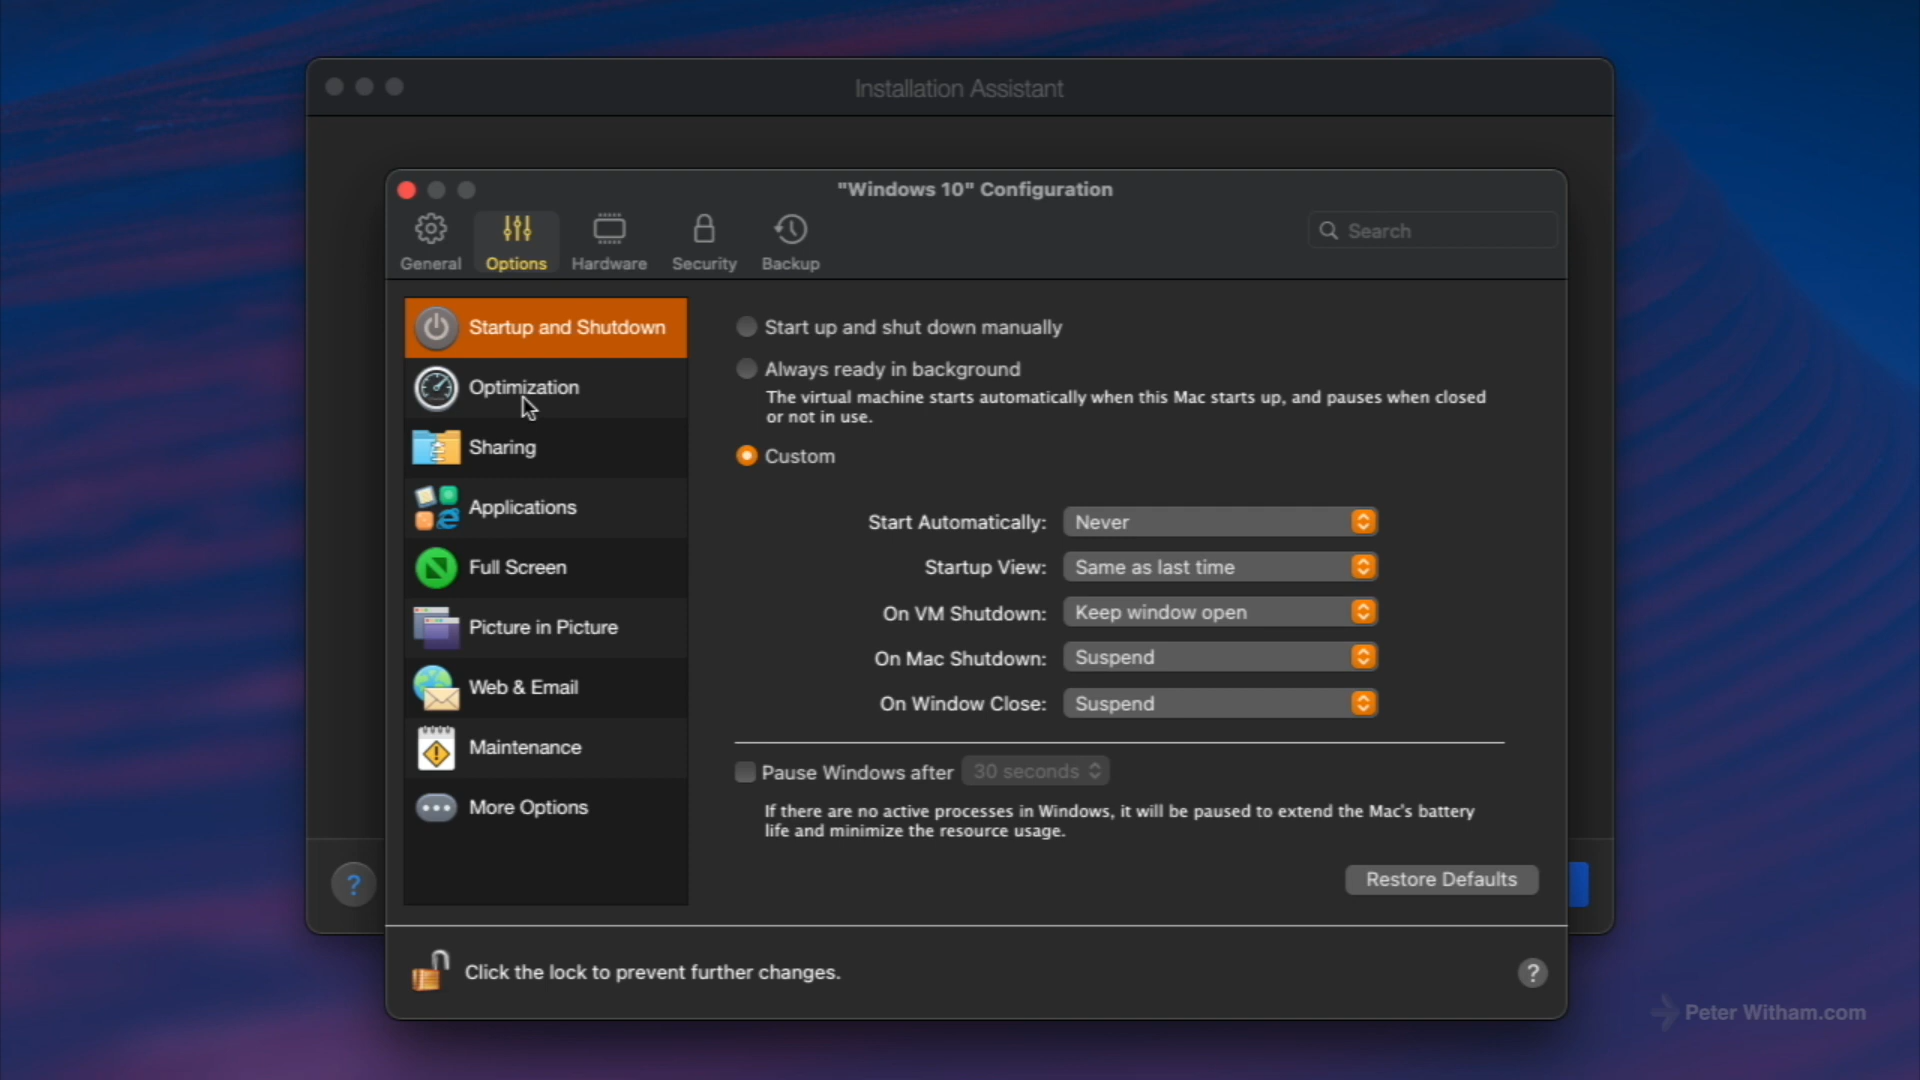 Installation Assistant
"Windows 10" Configuration
General
Options
Hardware
Security
Backup
Search
Startup and Shutdown
Optimization
Sharing
Applications
Full Screen
Picture in Picture
Web & Email
Maintenance
More Options
Start up and shut down manually
Always ready in background
The virtual machine starts automatically when this Mac starts up, and pauses when closed
or not in use.
Custom
Start Automatically: Never
Startup View: Same as last time
On VM Shutdown: Keep window open
On Mac Shutdown: Suspend
On Window Close: Suspend
Pause Windows after 30 seconds
If there are no active processes in Windows, it will be paused to extend the Mac's battery
life and minimize the resource usage.
Restore Defaults
?
Click the lock to prevent further changes.
?
Peter Witham.com